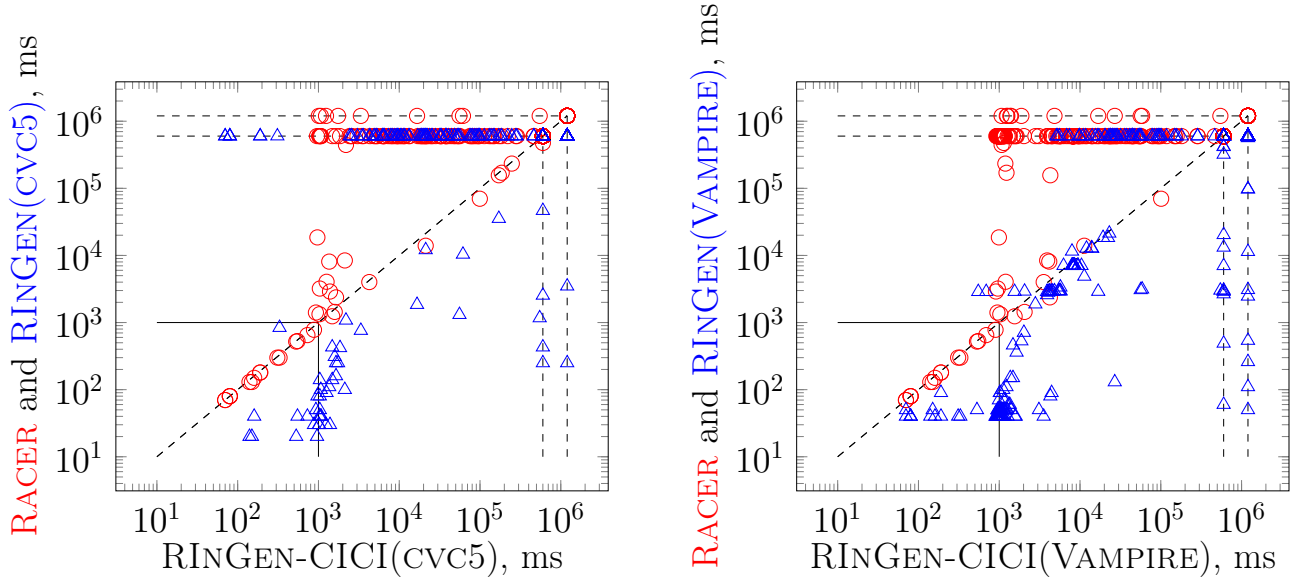 RACER and RINGEN(CVC5), ms
10^6
10^5
10^4
10^3
10^2
10^1
10^1 10^2 10^3 10^4 10^5 10^6
RINGEN-CICI(CVC5), ms
RACER and RINGEN(VAMPIRE), ms
10^6
10^5
10^4
10^3
10^2
10^1
10^1 10^2 10^3 10^4 10^5 10^6
RINGEN-CICI(VAMPIRE), ms